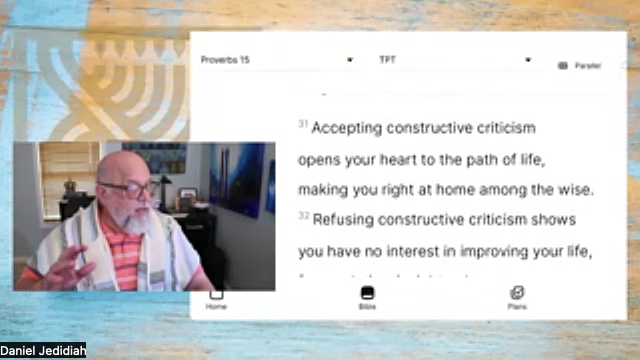 Proverbs 15 TPT Parallel
31 Accepting constructive criticism
opens your heart to the path of life,
making you right at home among the wise.
32 Refusing constructive criticism shows
you have no interest in improving your life,
Home Bible Plans
Daniel Jedidiah